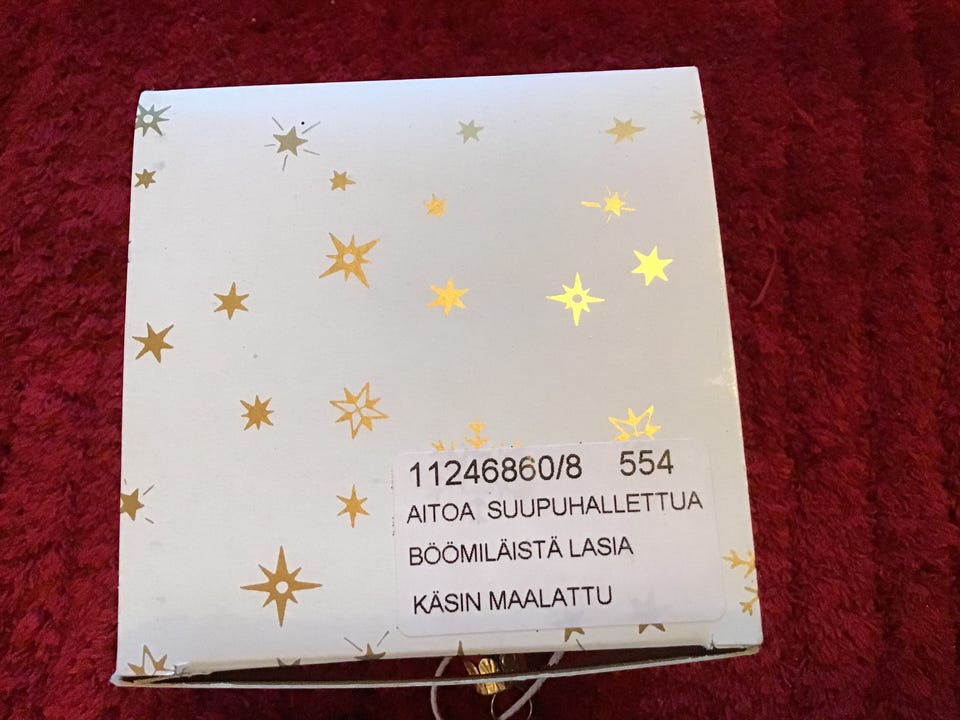 11246860/8 554
AITOA SUUPUHALLETTUA
BÖÖMILÄISTÄ LASIA
KÄSIN MAALATTU